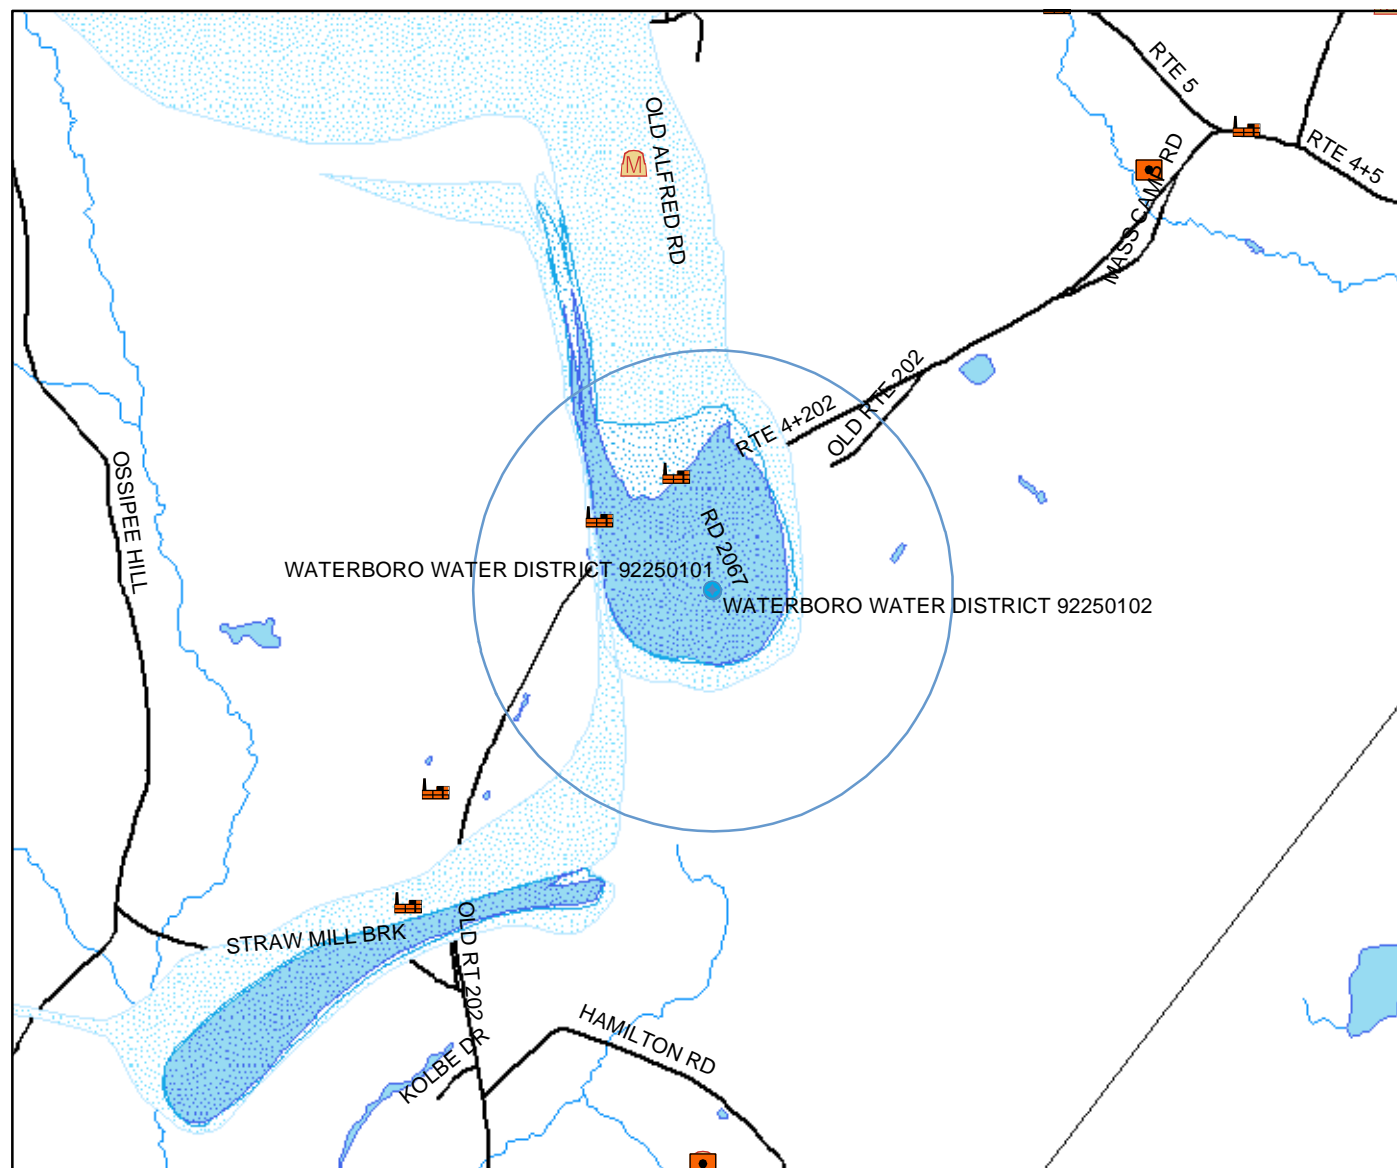 RTE 5
OLD ALFRED RD
M
RTE 4+5
MASS CAMP RD
RTE 4+202
OLD RTE 202
OSSIPEE HILL
RD 2067
WATERBORO WATER DISTRICT 92250101
WATERBORO WATER DISTRICT 92250102
STRAW MILL BRK
OLD RT 202
HAMILTON RD
KOLBE DR